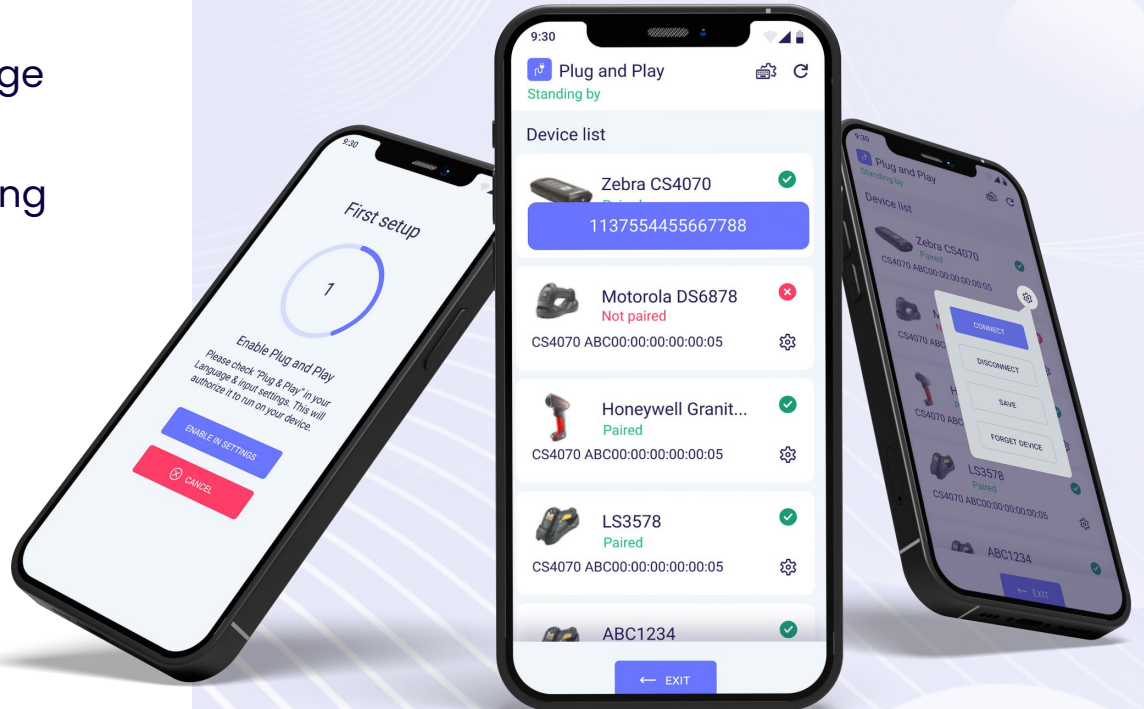 ge
ng
9:30
First setup
1
Enable Plug and Play
Please check "Plug & Play" in your
Language & input settings. This will
authorize it to run on your device.
ENABLE IN SETTINGS
CANCEL
9:30
Plug and Play
Standing by
Device list
Zebra CS4070
1137554455667788
Motorola DS6878
Not paired
CS4070 ABC00:00:00:00:00:05
Honeywell Granit...
Paired
CS4070 ABC00:00:00:00:00:05
LS3578
Paired
CS4070 ABC00:00:00:00:00:05
ABC1234
← EXIT
9:30
Plug and Play
Standing by
Device list
Zebra CS4070
Paired
CS4070 ABC00:00:00:00:00:05
CONNECT
DISCONNECT
SAVE
FORGET DEVICE
CS4070 ABC
CS4070
LS3578
Paired
CS4070 ABC00:00:00:00:00:05
ABC1234
← EXIT